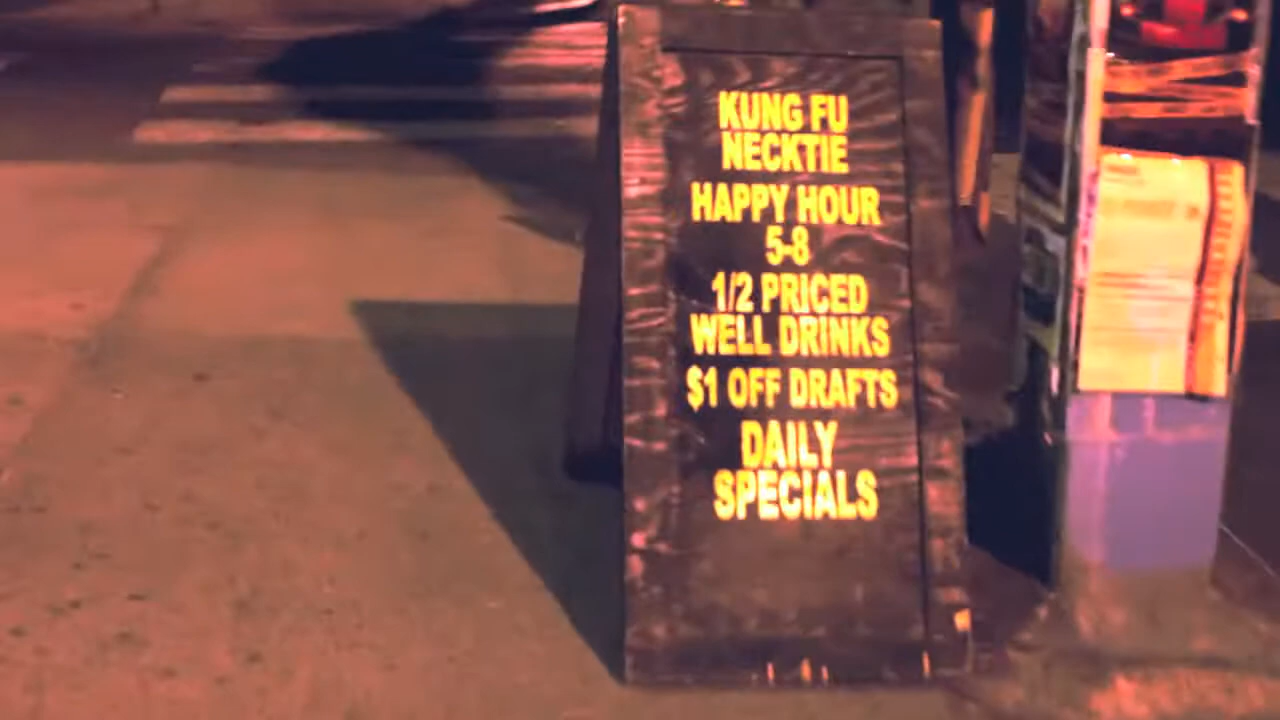 KUNG FU
NECKTIE
HAPPY HOUR
5-8
1/2 PRICED
WELL DRINKS
$1 OFF DRAFTS
DAILY
SPECIALS